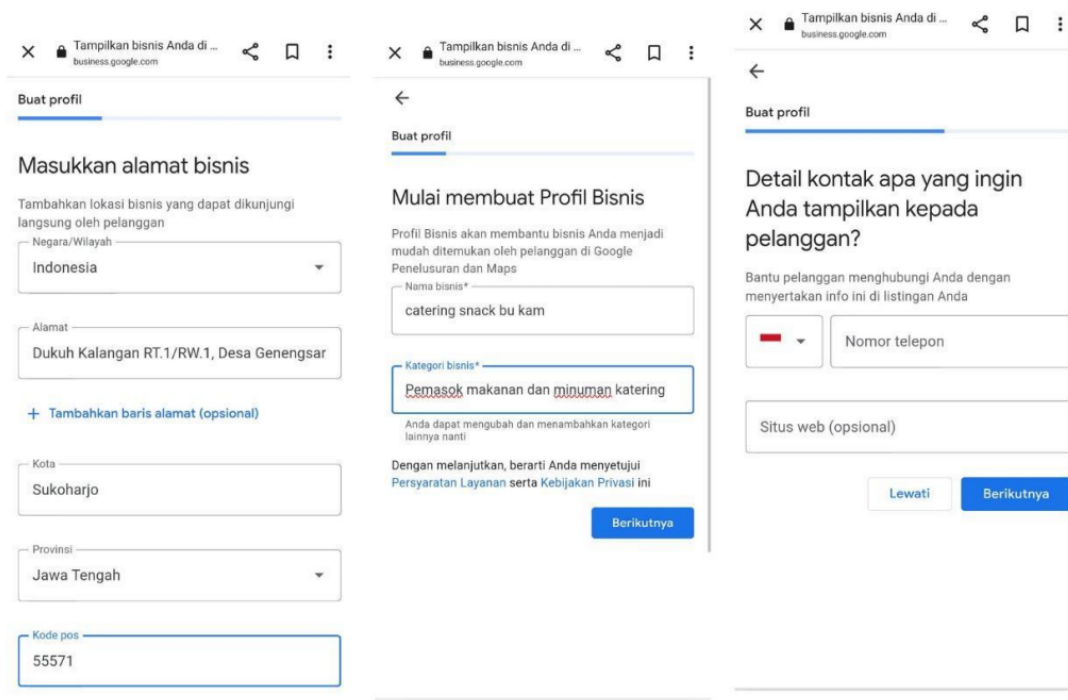 Tampilkan bisnis Anda di ...
business.google.com
Buat profil
Masukkan alamat bisnis
Tambahkan lokasi bisnis yang dapat dikunjungi
langsung oleh pelanggan
Negara/Wilayah
Indonesia
Alamat
Dukuh Kalangan RT.1/RW.1, Desa Genengsar
+ Tambahkan baris alamat (opsional)
Kota
Sukoharjo
Provinsi
Jawa Tengah
Kode pos
55571
Tampilkan bisnis Anda di ...
business.google.com
Buat profil
Mulai membuat Profil Bisnis
Profil Bisnis akan membantu bisnis Anda menjadi
mudah ditemukan oleh pelanggan di Google
Penelusuran dan Maps
Nama bisnis*
catering snack bu kam
Kategori bisnis*
Pemasok makanan dan minuman katering
Anda dapat mengubah dan menambahkan kategori
lainnya nanti
Dengan melanjutkan, berarti Anda menyetujui
Persyaratan Layanan serta Kebijakan Privasi ini
Berikutnya
Tampilkan bisnis Anda di ...
business.google.com
Buat profil
Detail kontak apa yang ingin
Anda tampilkan kepada
pelanggan?
Bantu pelanggan menghubungi Anda dengan
menyertakan info ini di listingan Anda
Nomor telepon
Situs web (opsional)
Lewati
Berikutnya